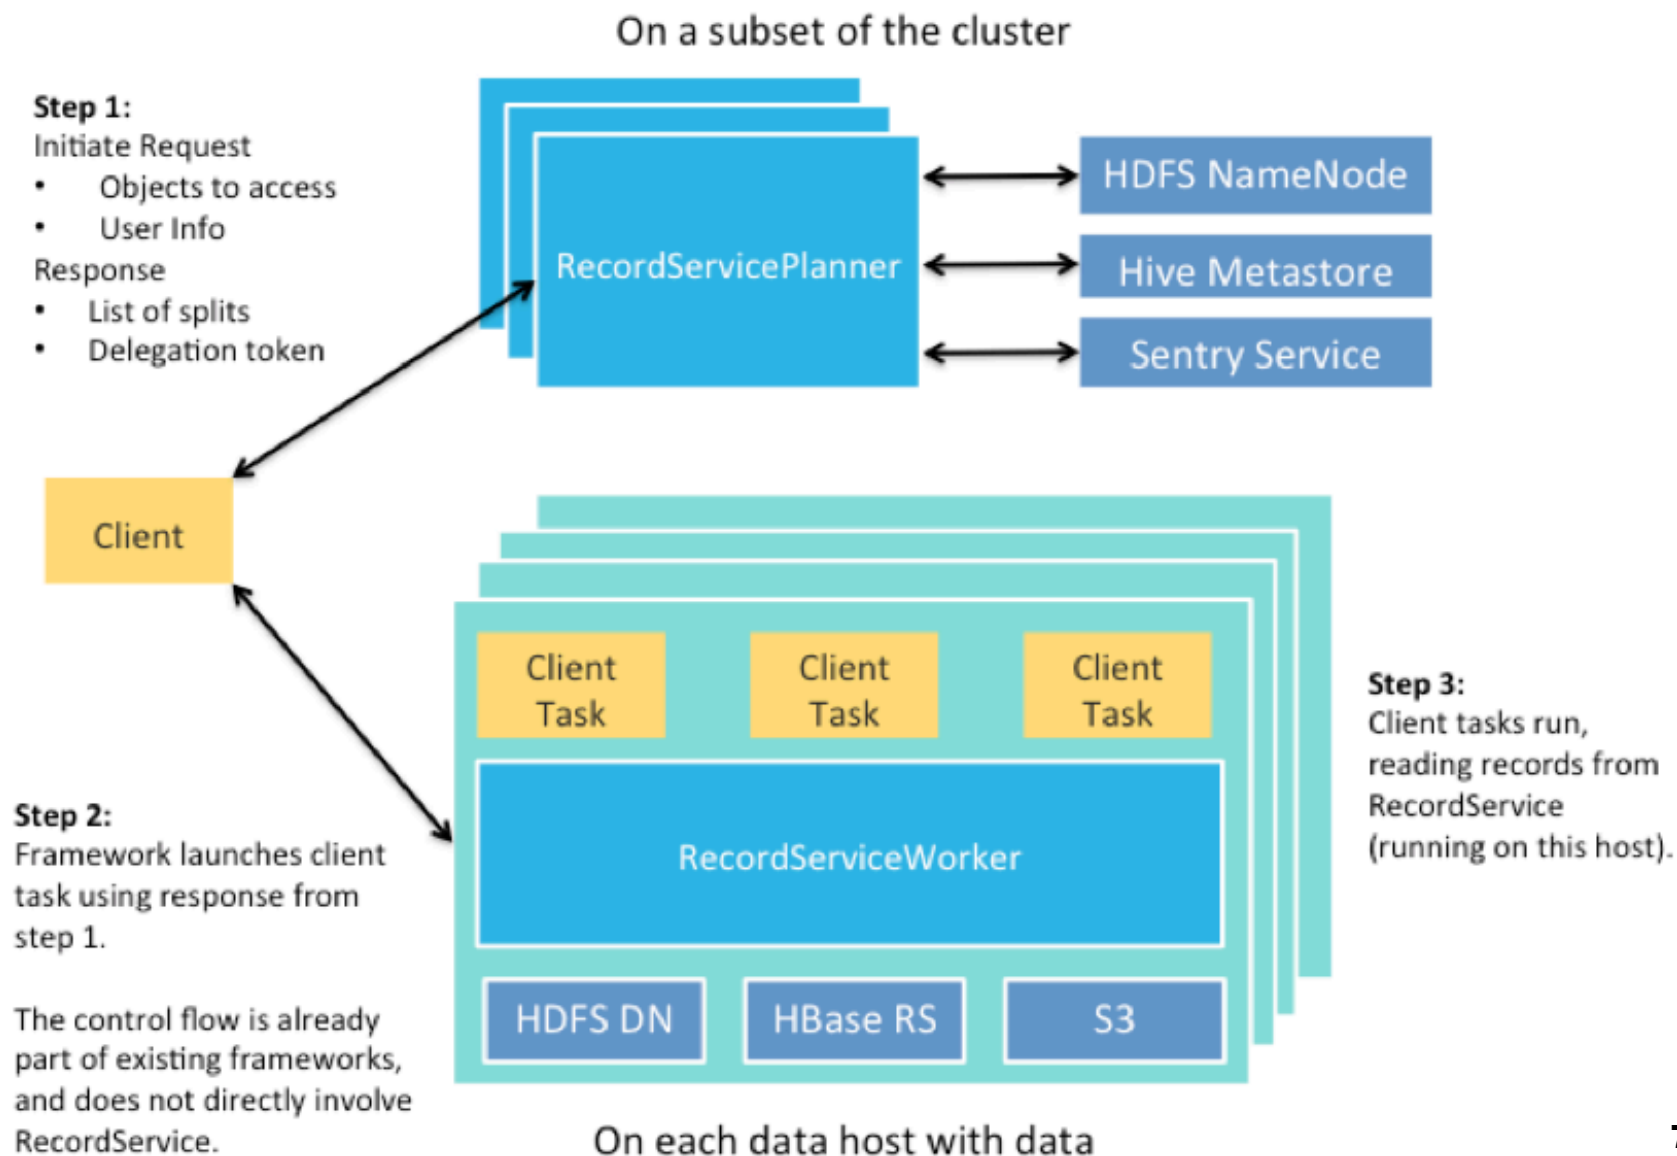 On a subset of the cluster
Step 1:
Initiate Request
• Objects to access
• User Info
Response
• List of splits
• Delegation token
RecordServicePlanner
HDFS NameNode
Hive Metastore
Sentry Service
Client
Client
Task
Client
Task
Client
Task
RecordServiceWorker
HDFS DN
HBase RS
S3
Step 2:
Framework launches client
task using response from
step 1.
The control flow is already
part of existing frameworks,
and does not directly involve
RecordService.
Step 3:
Client tasks run,
reading records from
RecordService
(running on this host).
On each data host with data